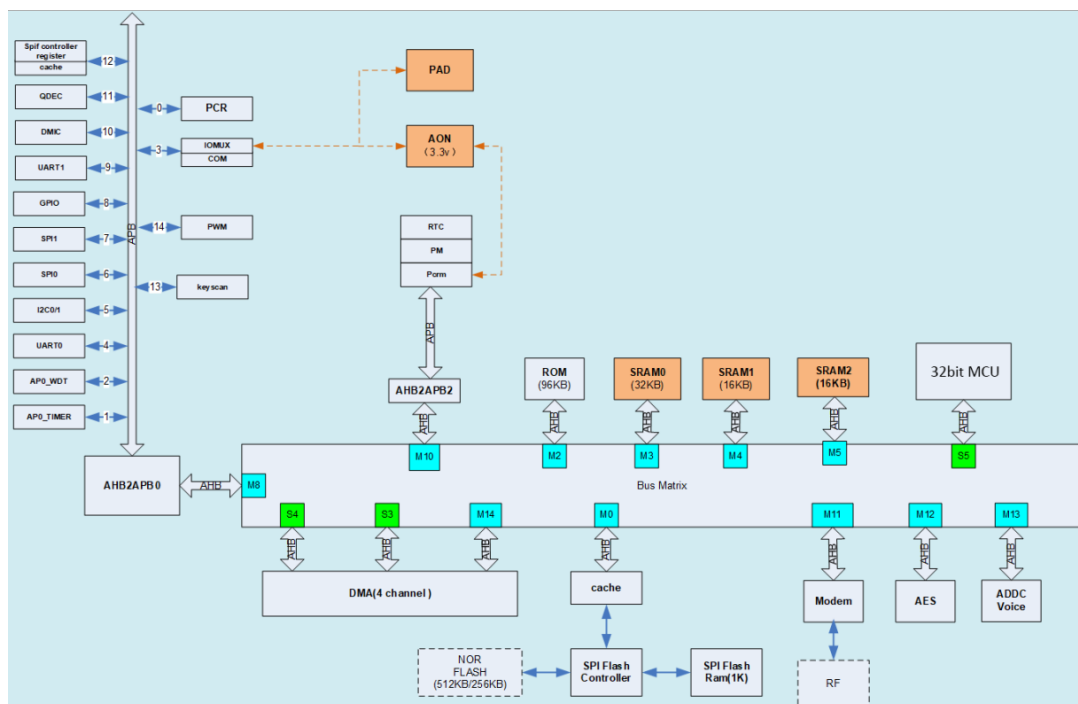 Spif controller
register
cache
12
QDEC
11
DMIC
10
UART1
9
GPIO
8
SPI1
7
SPI0
6
I2C0/1
5
UART0
4
AP0_WDT
2
AP0_TIMER
1
APB
0
PCR
3
IOMUX
COM
14
PWM
13
keyscan
PAD
AON
(3.3v)
RTC
PM
Pcrm
APB
AHB2APB2
AHB
M10
ROM
(96KB)
AHB
M2
SRAM0
(32KB)
AHB
M3
SRAM1
(16KB)
AHB
M4
SRAM2
(16KB)
AHB
M5
32bit MCU
AHB
S5
AHB2APB0
AHB
M8
Bus Matrix
S4
S3
M14
M0
M11
M12
M13
AHB
AHB
AHB
AHB
AHB
AHB
AHB
DMA(4 channel )
cache
Modem
AES
ADDC
Voice
NOR
FLASH
(512KB/256KB)
SPI Flash
Controller
SPI Flash
Ram(1K)
RF